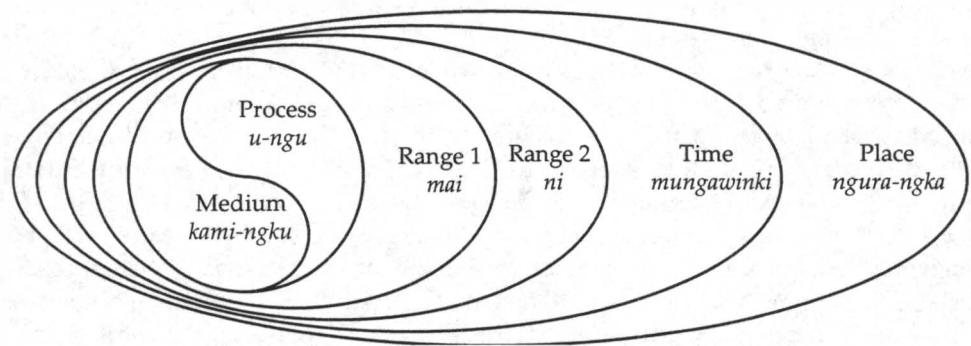 Process
u-ngu
Medium
kami-ngku
Range 1
mai
Range 2
ni
Time
mungawinki
Place
ngura-ngka